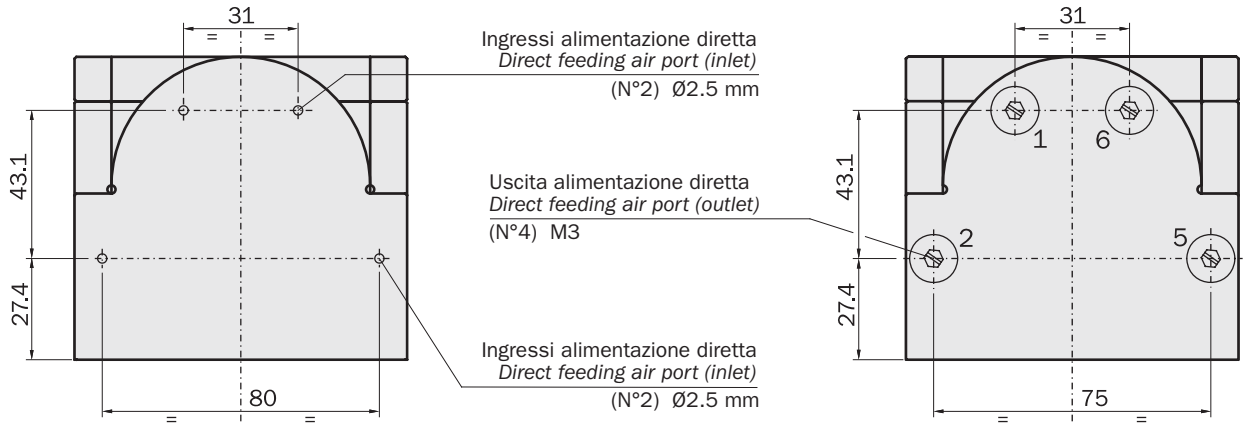 31
= =
Ingressi alimentazione diretta
Direct feeding air port (inlet)
(N°2) Ø2.5 mm
43.1
27.4
80
= =
Uscita alimentazione diretta
Direct feeding air port (outlet)
(N°4) M3
Ingressi alimentazione diretta
Direct feeding air port (inlet)
(N°2) Ø2.5 mm
31
= =
1 6
43.1
2 5
27.4
75
= =